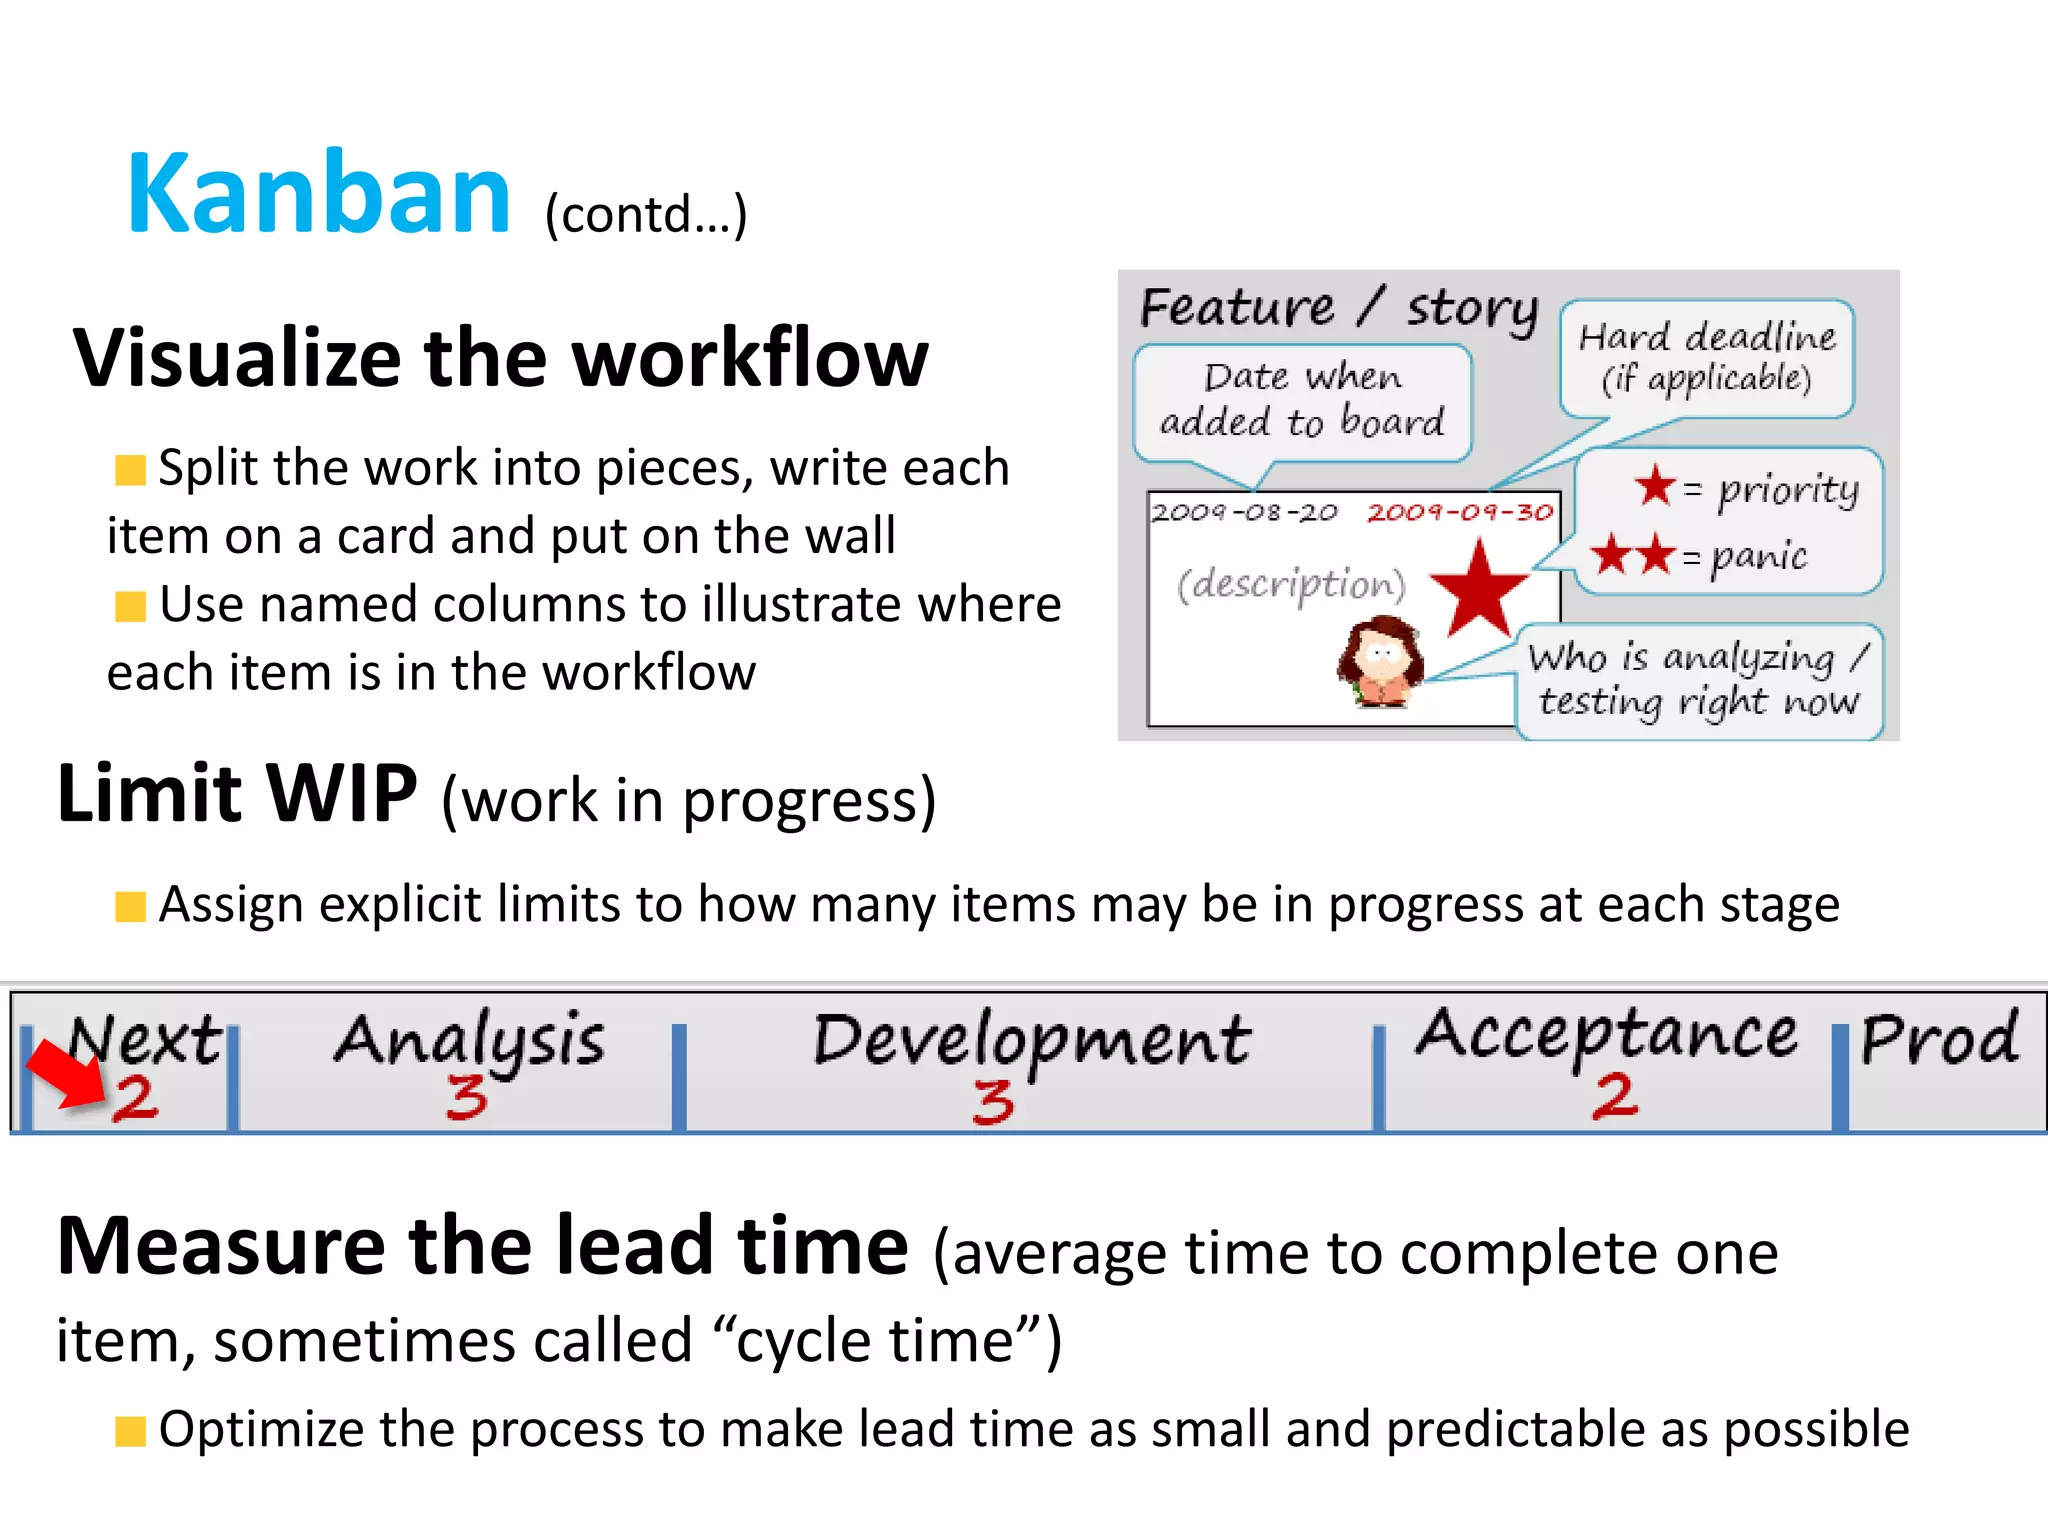 Kanban (contd…)
Visualize the workflow
Split the work into pieces, write each
item on a card and put on the wall
Use named columns to illustrate where
each item is in the workflow
Feature / story
Hard deadline
(if applicable)
Date when
added to board
= priority
= panic
2009-08-20 2009-09-30
(description)
Who is analyzing /
testing right now
Limit WIP (work in progress)
Assign explicit limits to how many items may be in progress at each stage
Next Analysis Development Acceptance Prod
2 3 3 2
Measure the lead time (average time to complete one
item, sometimes called “cycle time”)
Optimize the process to make lead time as small and predictable as possible